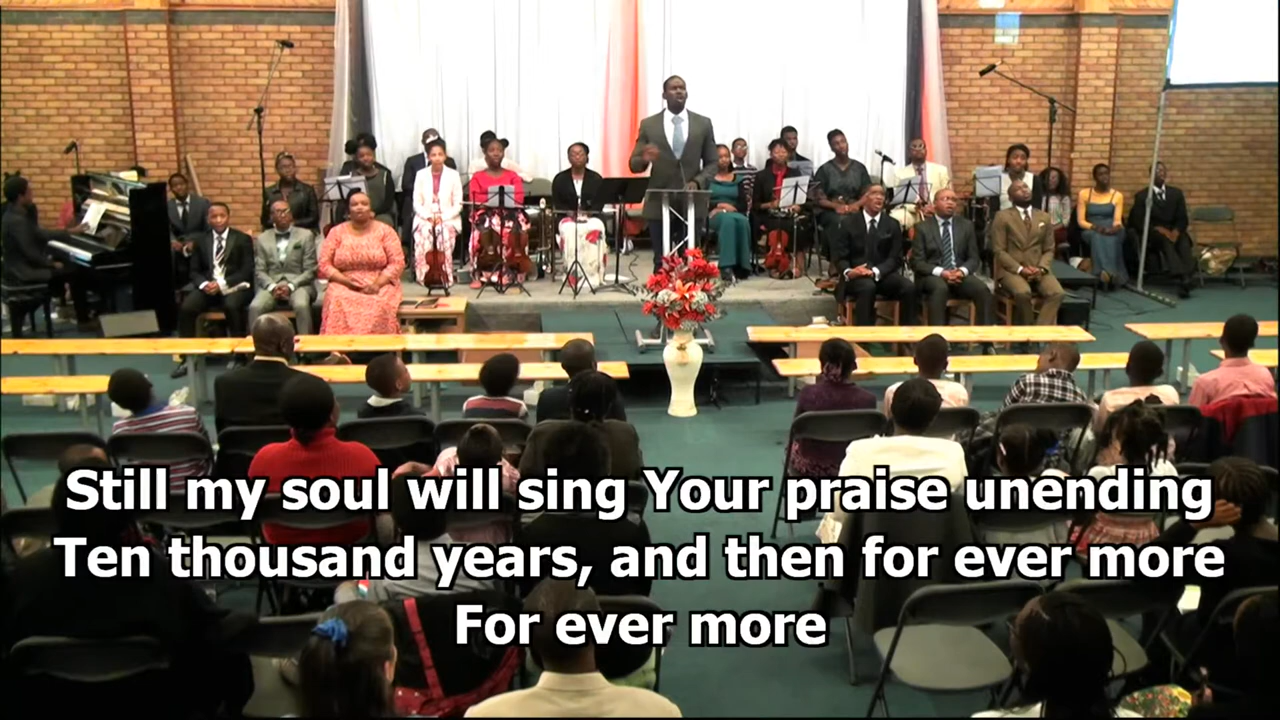 Still my soul will sing Your praise unending
Ten thousand years, and then for ever more
For ever more